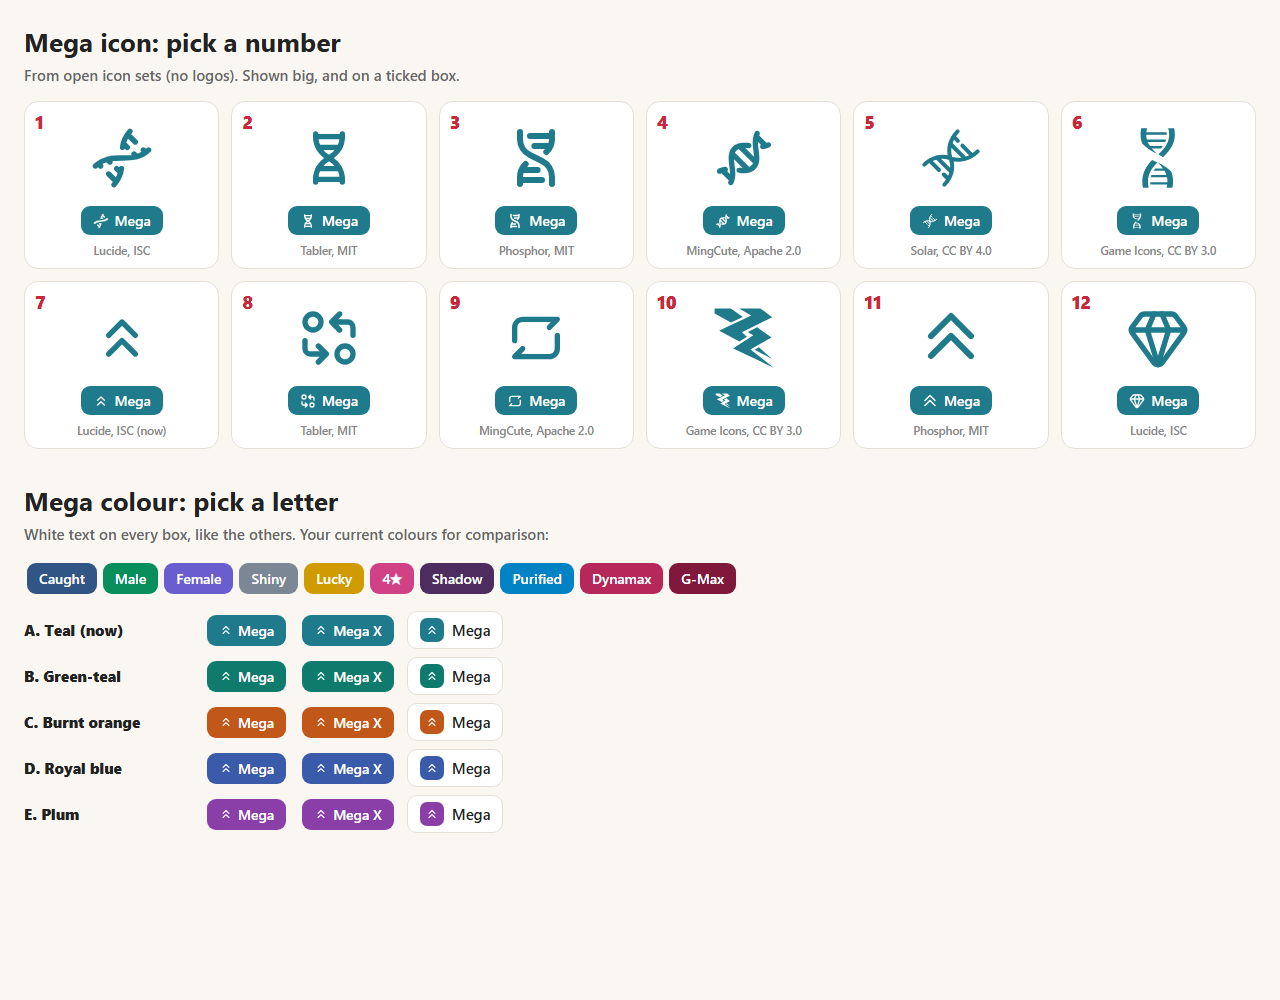 Mega icon: pick a number
From open icon sets (no logos). Shown big, and on a ticked box.
1 2 3 4 5 6
Mega Mega Mega Mega Mega Mega
Lucide, ISC Tabler, MIT Phosphor, MIT MingCute, Apache 2.0 Solar, CC BY 4.0 Game Icons, CC BY 3.0
7 8 9 10 11 12
Mega Mega Mega Mega Mega Mega
Lucide, ISC (now) Tabler, MIT MingCute, Apache 2.0 Game Icons, CC BY 3.0 Phosphor, MIT Lucide, ISC
Mega colour: pick a letter
White text on every box, like the others. Your current colours for comparison:
Caught Male Female Shiny Lucky 4★ Shadow Purified Dynamax G-Max
A. Teal (now) Mega Mega X Mega
B. Green-teal Mega Mega X Mega
C. Burnt orange Mega Mega X Mega
D. Royal blue Mega Mega X Mega
E. Plum Mega Mega X Mega